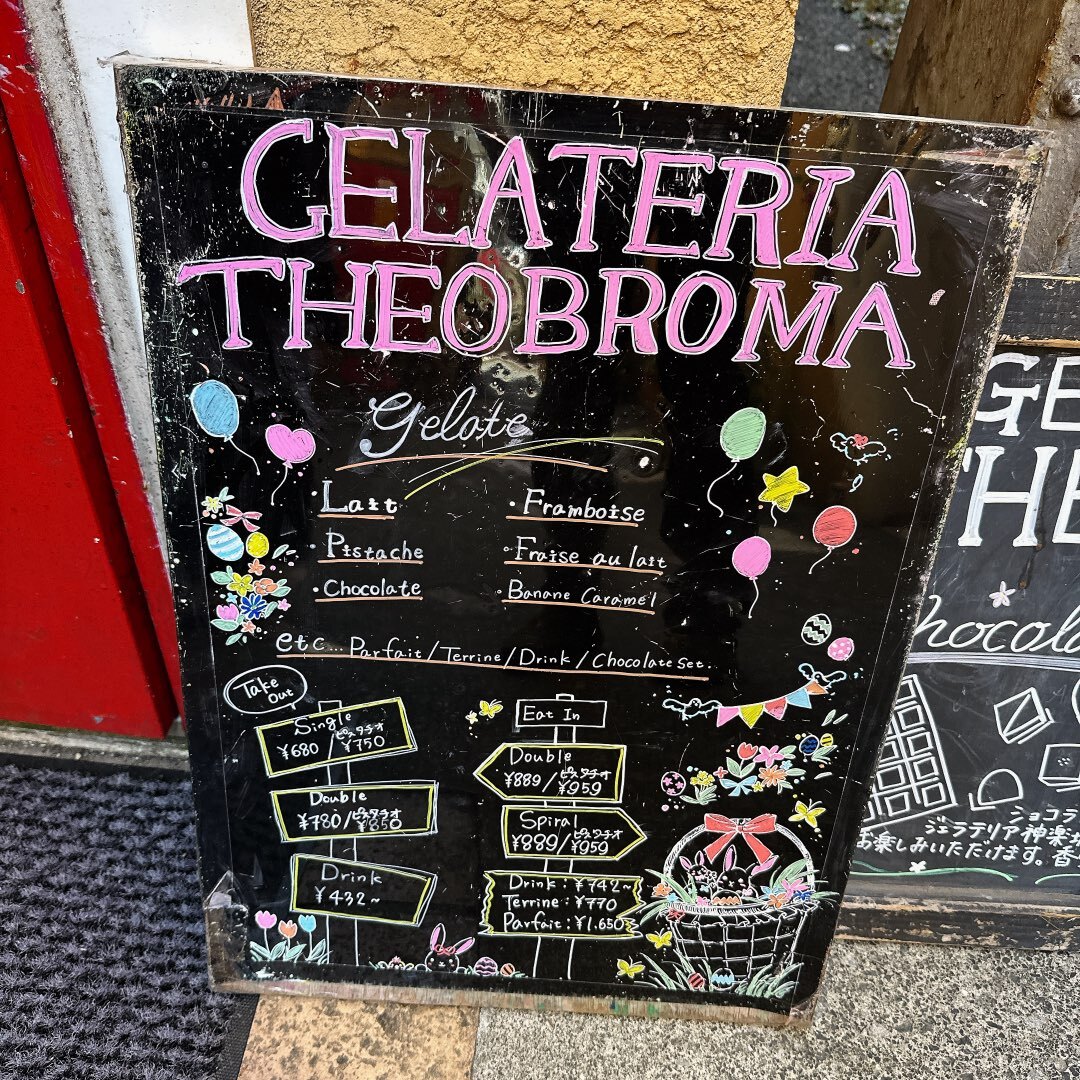 GELATERIA
THEOBROMA
Gelate
・Lait
・Framboise
・Pistache
・Fraise au lait
・Chocolate
・Banane Caramel
etc... Parfait/Terrine/Drink/Chocolate set.
Take Out
Single
ピスタチオ
¥680 / ¥750
Double
ピスタチオ
¥780/¥850
Drink
¥432~
Eat In
Double
ピスタチオ
¥889/¥959
Spiral
ピスタチオ
¥889/¥959
Drink:¥742~
Terrine:¥770
Parfait:¥1.650
GE
THE
ショコラ
ジェラテリア神楽
お楽しみいただけます。香